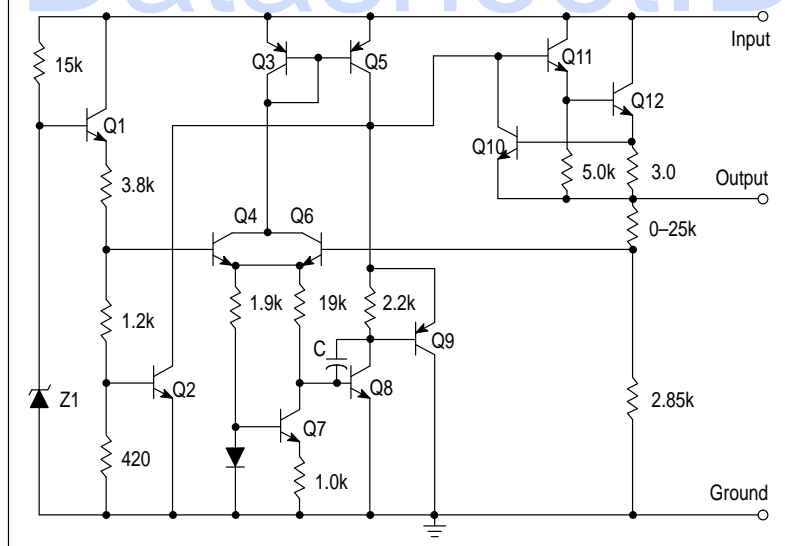 Datasheet.D
Input
Q3
Q5
Q11
15k
Q12
Q1
Q10
5.0k
3.0
3.8k
Output
Q4
Q6
0–25k
1.9k
19k
2.2k
1.2k
C
Q9
Z1
Q2
Q8
2.85k
Q7
420
1.0k
Ground